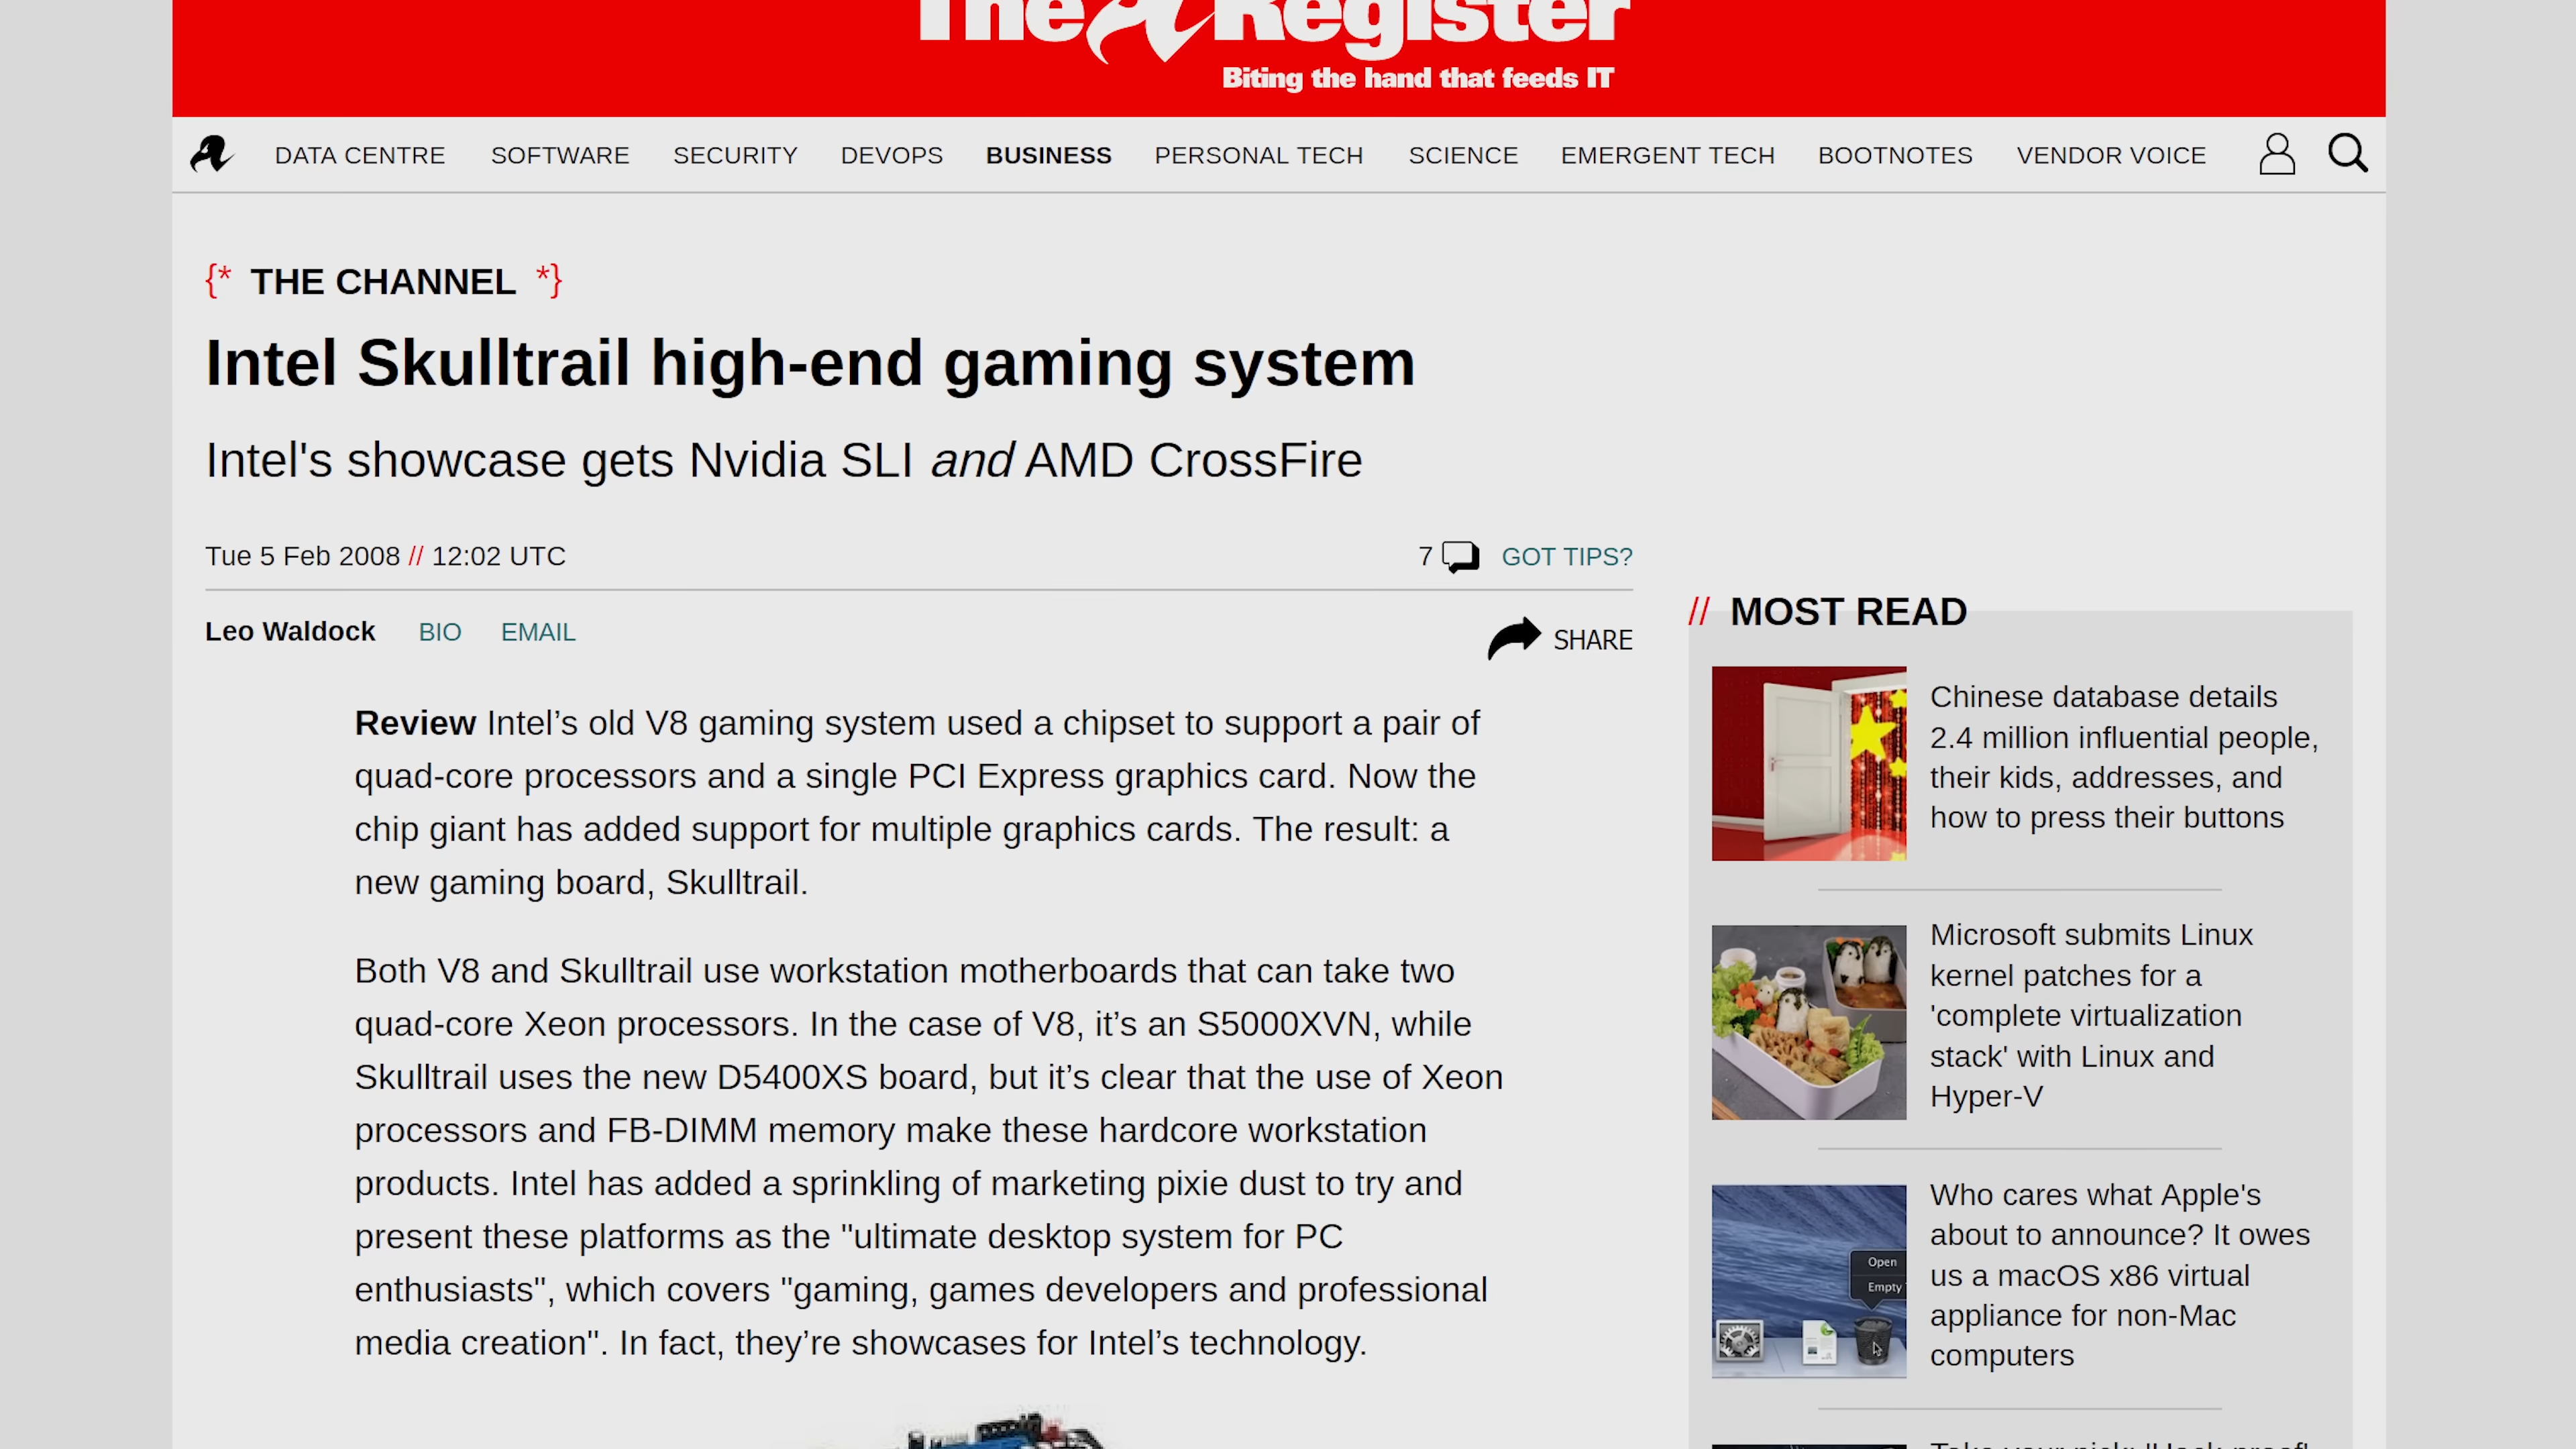 The Register
Biting the hand that feeds IT
DATA CENTRE SOFTWARE SECURITY DEVOPS BUSINESS PERSONAL TECH SCIENCE EMERGENT TECH BOOTNOTES VENDOR VOICE
{* THE CHANNEL *}
Intel Skulltrail high-end gaming system
Intel's showcase gets Nvidia SLI and AMD CrossFire
Tue 5 Feb 2008 // 12:02 UTC
7 GOT TIPS?
Leo Waldock BIO EMAIL
SHARE
Review Intel’s old V8 gaming system used a chipset to support a pair of
quad-core processors and a single PCI Express graphics card. Now the
chip giant has added support for multiple graphics cards. The result: a
new gaming board, Skulltrail.
Both V8 and Skulltrail use workstation motherboards that can take two
quad-core Xeon processors. In the case of V8, it’s an S5000XVN, while
Skulltrail uses the new D5400XS board, but it’s clear that the use of Xeon
processors and FB-DIMM memory make these hardcore workstation
products. Intel has added a sprinkling of marketing pixie dust to try and
present these platforms as the "ultimate desktop system for PC
enthusiasts", which covers "gaming, games developers and professional
media creation". In fact, they’re showcases for Intel’s technology.
// MOST READ
Chinese database details
2.4 million influential people,
their kids, addresses, and
how to press their buttons
Microsoft submits Linux
kernel patches for a
'complete virtualization
stack' with Linux and
Hyper-V
Open
Empty
Who cares what Apple's
about to announce? It owes
us a macOS x86 virtual
appliance for non-Mac
computers